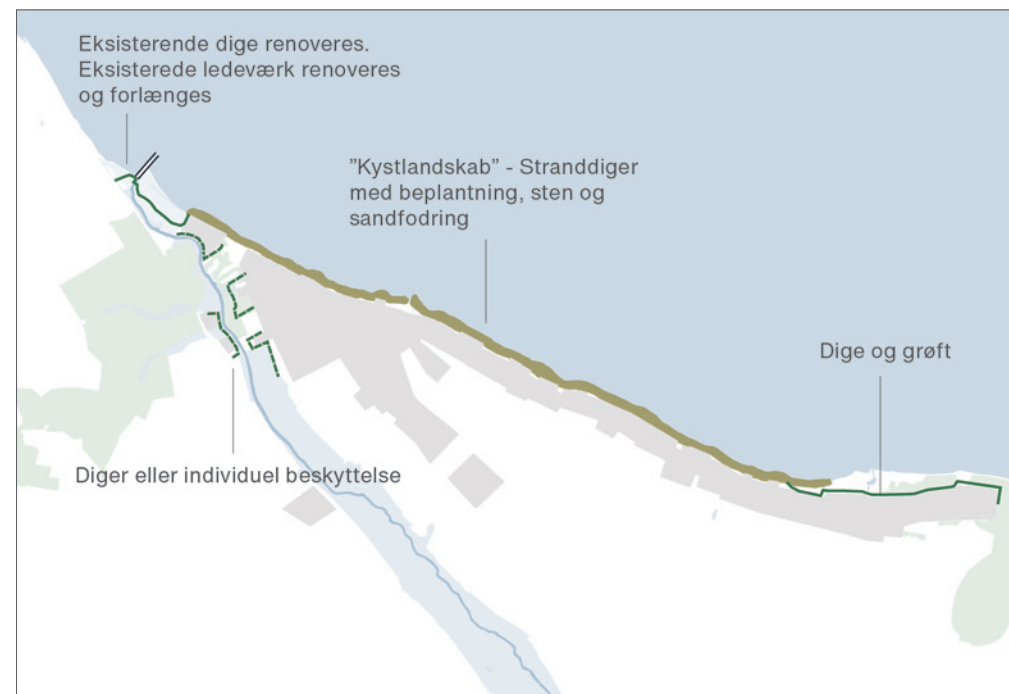 Eksisterende dige renoveres.
Eksisterede ledeværk renoveres
og forlænges
”Kystlandskab” - Stranddiger
med beplantning, sten og
sandfodring
Dige og grøft
Diger eller individuel beskyttelse